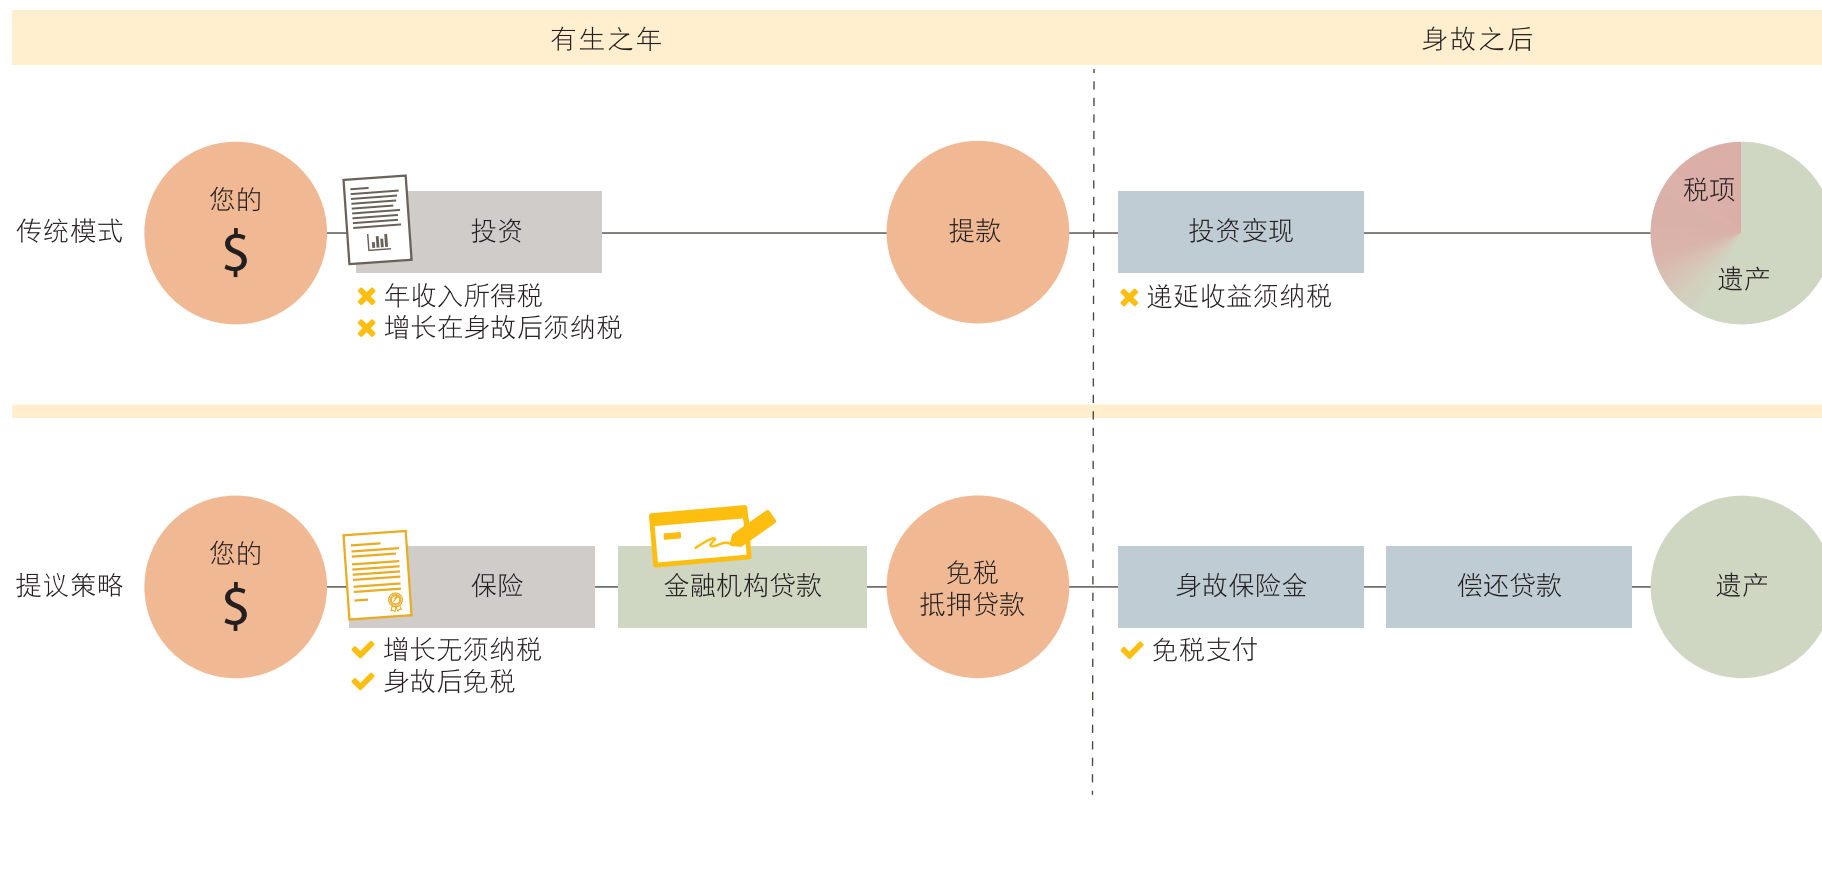 有生之年
身故之后
传统模式
您的
$
投资
年收入所得税
增长在身故后须纳税
提款
投资变现
递延收益须纳税
税项
遗产
提议策略
您的
$
保险
增长无须纳税
身故后免税
金融机构贷款
免税
抵押贷款
身故保险金
免税支付
偿还贷款
遗产